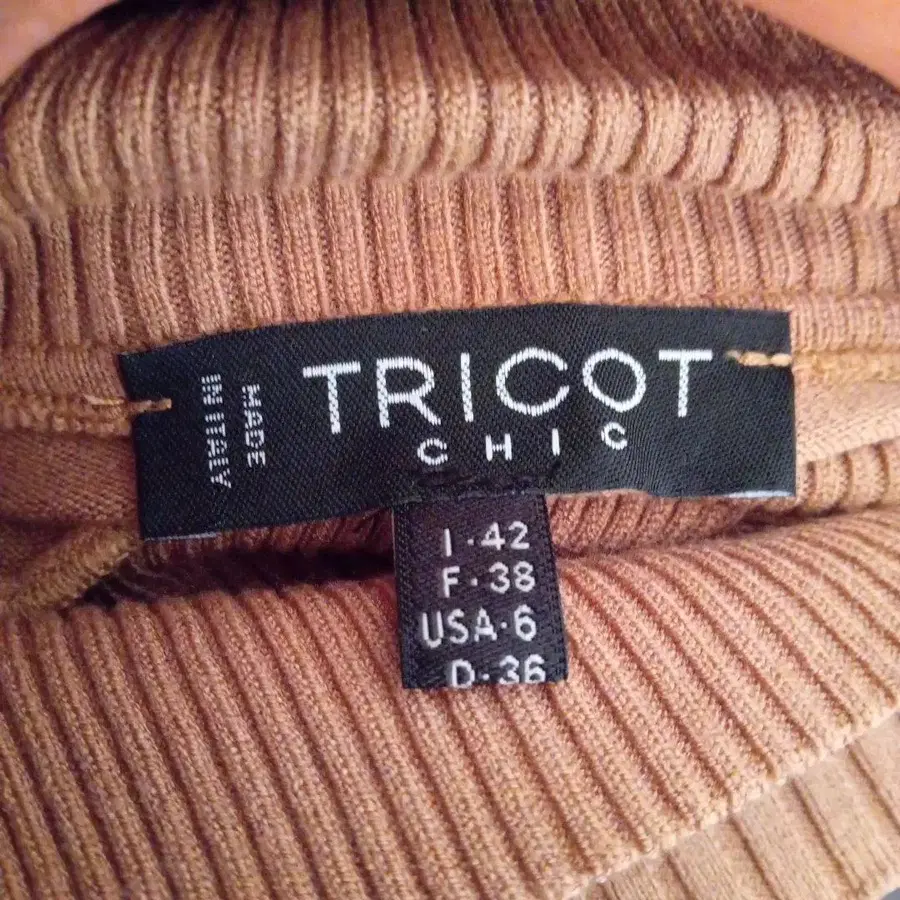 MADE
IN ITALY
TRICOT
CHIC
I·42
F·38
USA·6
D·36